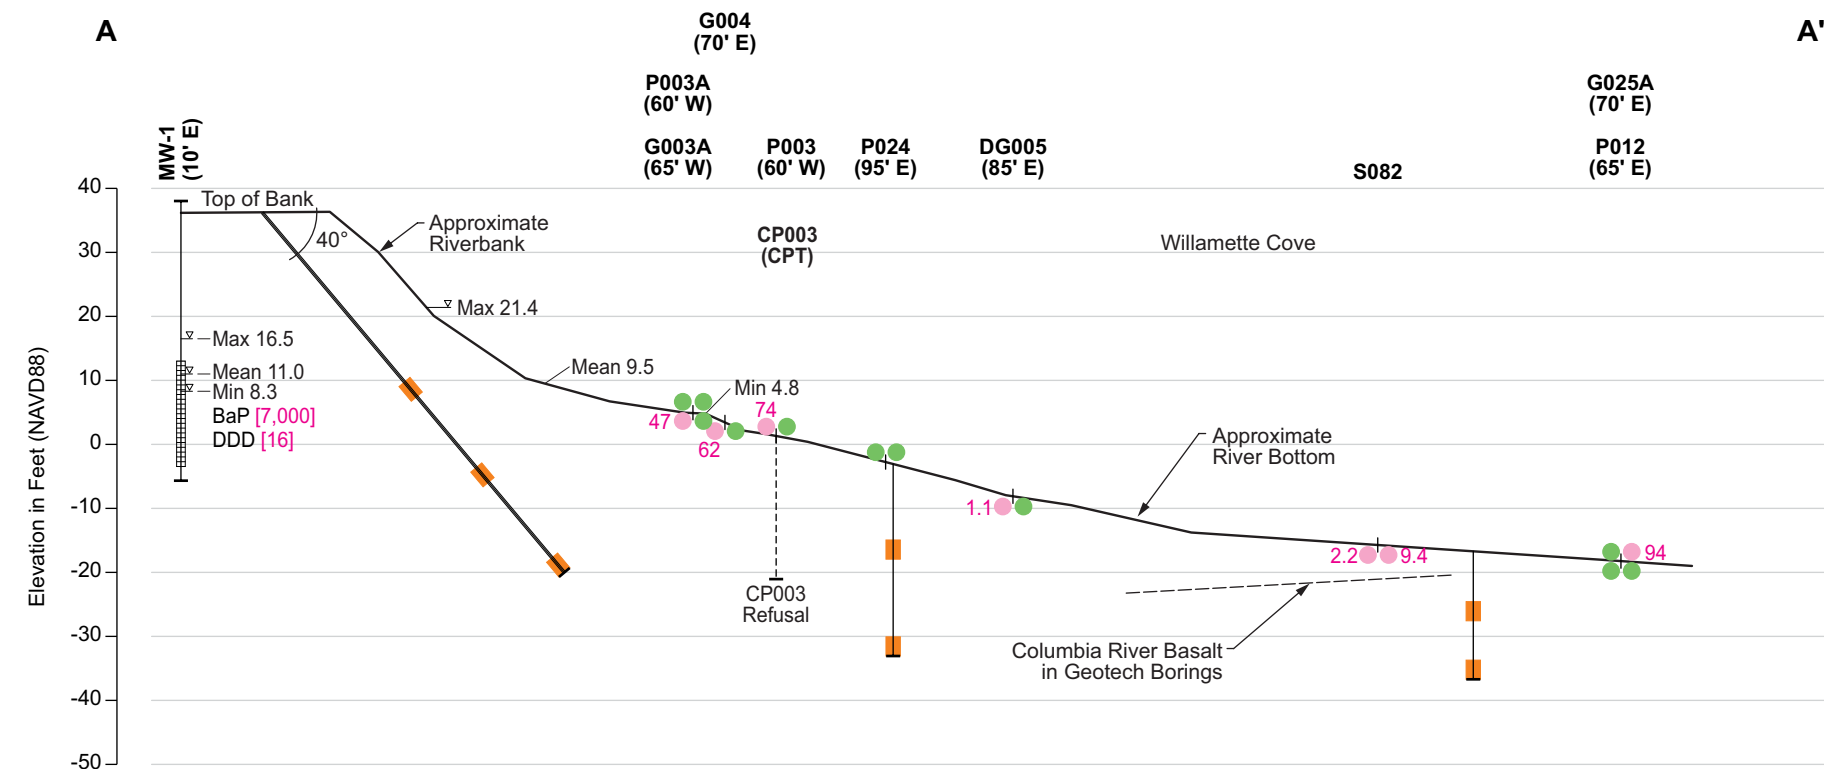 A
A'
G004
(70' E)
P003A
(60' W)
G025A
(70' E)
MW-1
(10' E)
G003A
(65' W)
P003
(60' W)
P024
(95' E)
DG005
(85' E)
S082
P012
(65' E)
Elevation in Feet (NAVD88)
40
30
20
10
0
-10
-20
-30
-40
-50
Top of Bank
40°
Approximate
Riverbank
CP003
(CPT)
Willamette Cove
Max 21.4
Max 16.5
Mean 11.0
Min 8.3
BaP [7,000]
DDD [16]
Mean 9.5
Min 4.8
47
62
74
1.1
Approximate
River Bottom
2.2
9.4
94
CP003
Refusal
Columbia River Basalt
in Geotech Borings